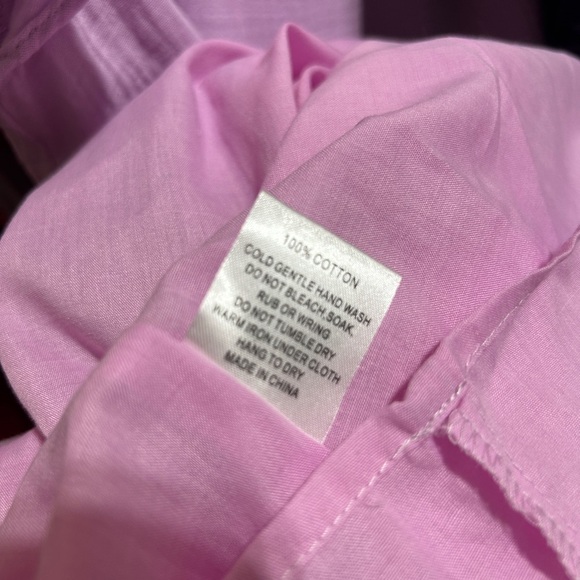 100% COTTON
COLD GENTLE HAND WASH
DO NOT BLEACH, SOAK,
RUB OR WRING
DO NOT TUMBLE DRY
WARM IRON UNDER CLOTH
HANG TO DRY
MADE IN CHINA